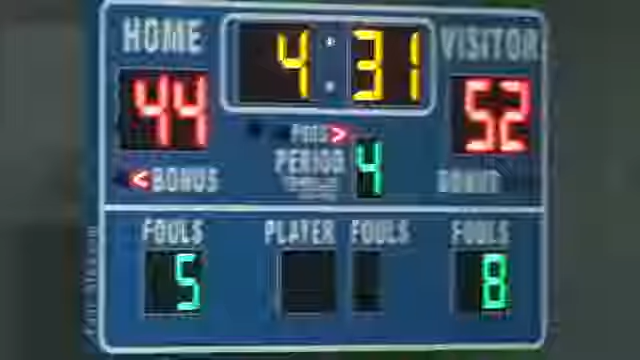 HOME 4:31 VISITOR
44 52
POSS >
PERIOD 4
< BONUS BONUS
FOULS PLAYER FOULS FOULS
5 8